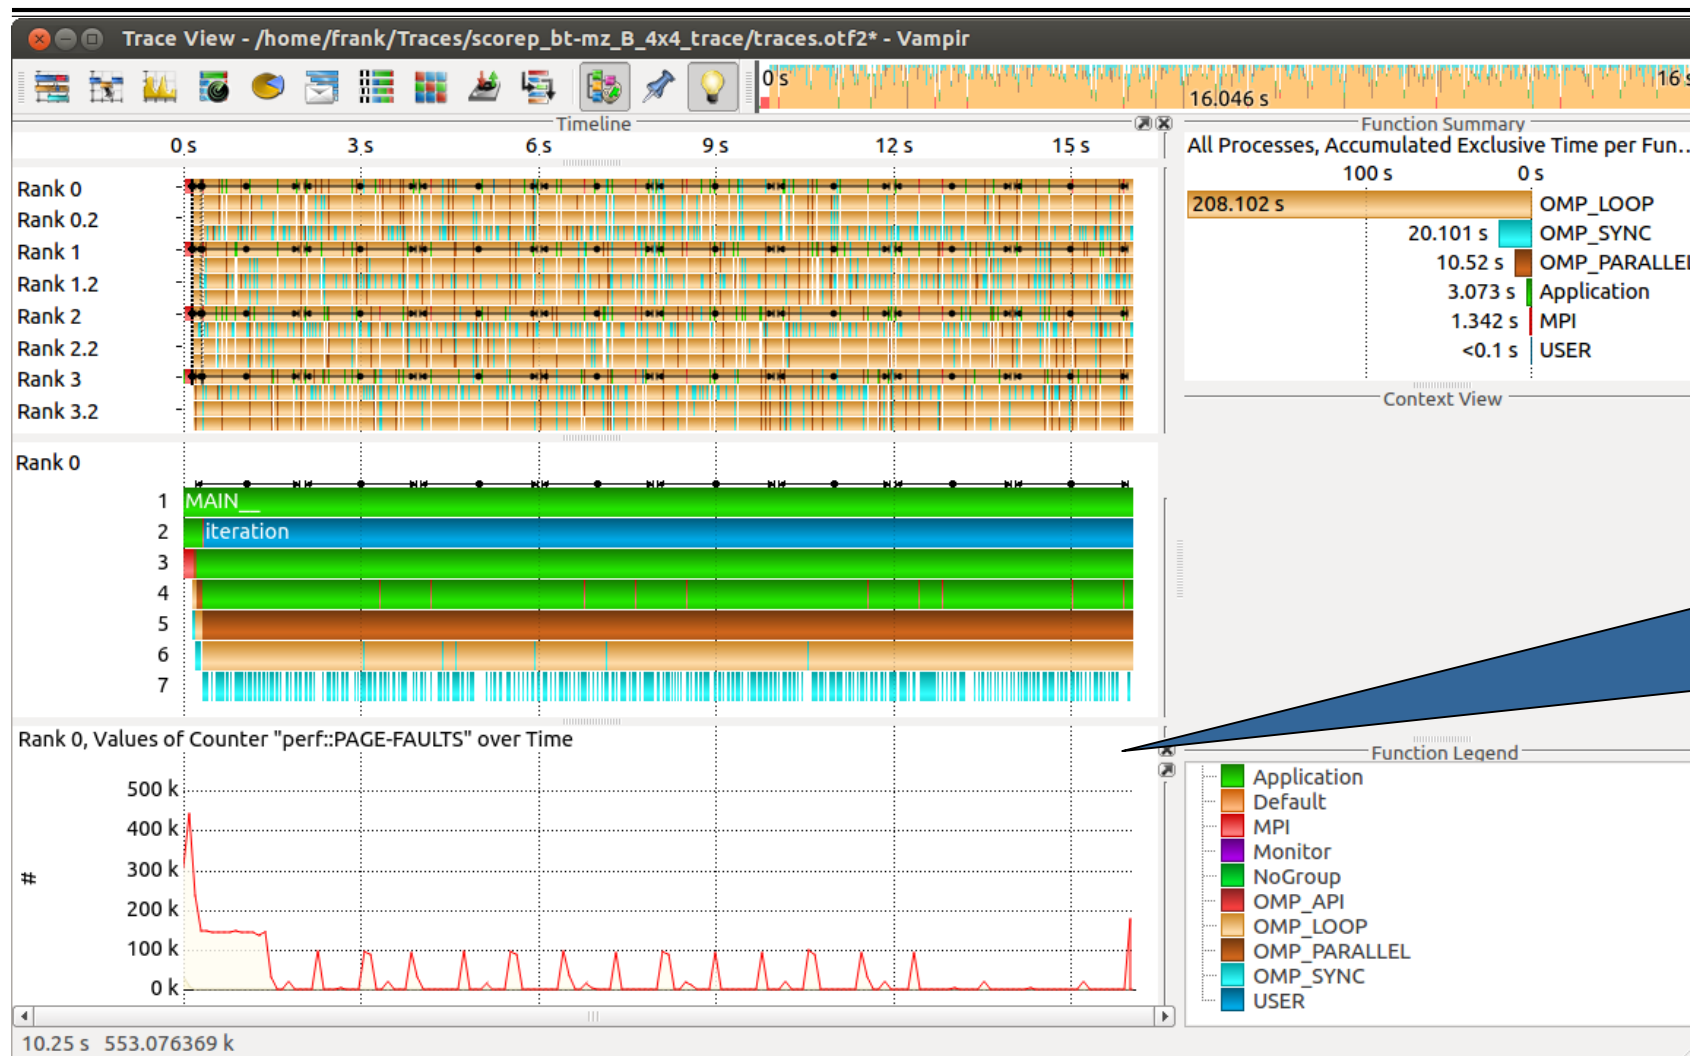 Trace View - /home/frank/Traces/scorep_bt-mz_B_4x4_trace/traces.otf2* - Vampir
0 s
16 s
16.046 s
Timeline
0 s 3 s 6 s 9 s 12 s 15 s
Rank 0
Rank 0.2
Rank 1
Rank 1.2
Rank 2
Rank 2.2
Rank 3
Rank 3.2
Rank 0
1 MAIN__
2 iteration
3
4
5
6
7
Rank 0, Values of Counter "perf::PAGE-FAULTS" over Time
500 k
400 k
300 k
200 k
100 k
0 k
#
10.25 s 553.076369 k
Function Summary
All Processes, Accumulated Exclusive Time per Fun...
100 s 0 s
208.102 s OMP_LOOP
20.101 s OMP_SYNC
10.52 s OMP_PARALLEL
3.073 s Application
1.342 s MPI
<0.1 s USER
Context View
Function Legend
Application
Default
MPI
Monitor
NoGroup
OMP_API
OMP_LOOP
OMP_PARALLEL
OMP_SYNC
USER